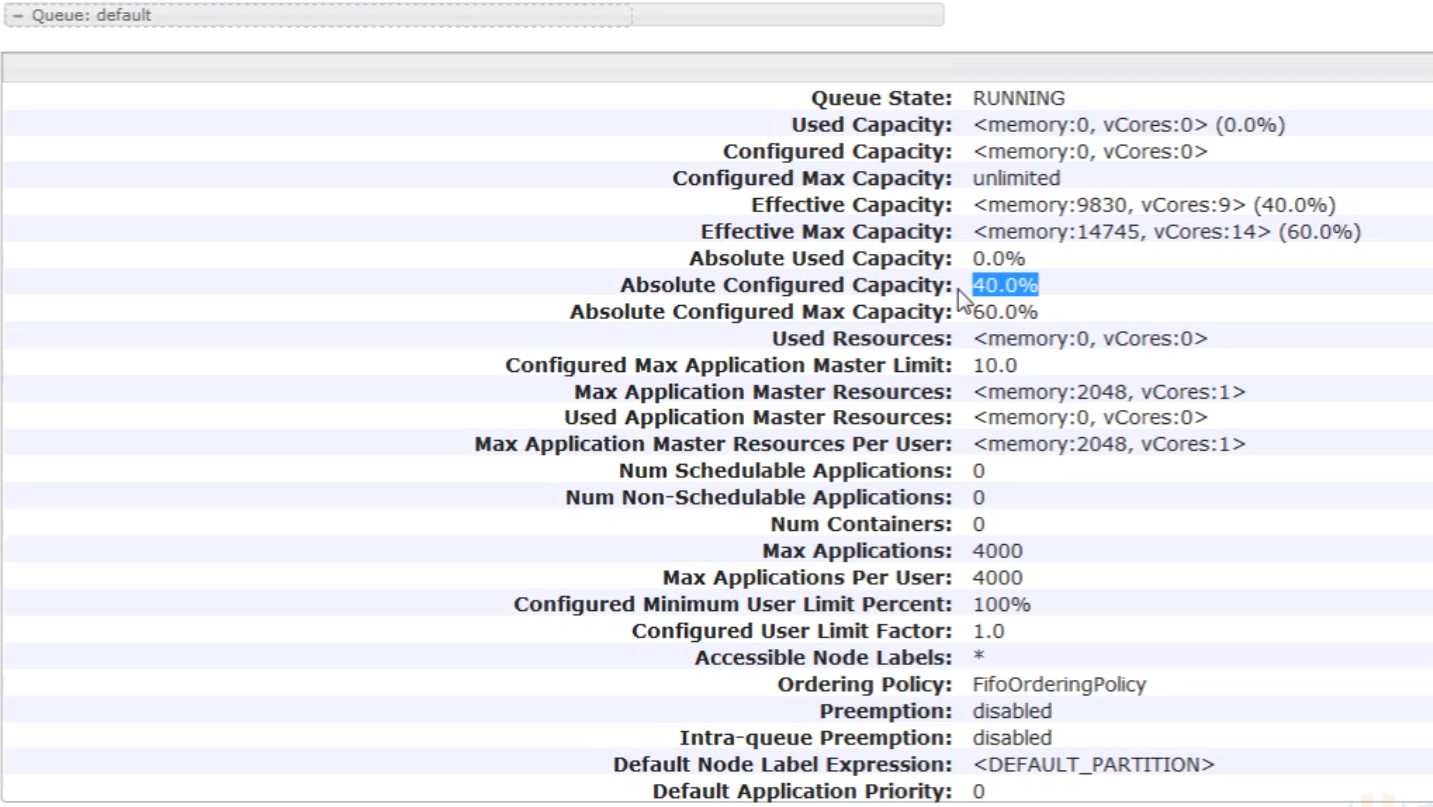 – Queue: default
Queue State: RUNNING
Used Capacity: <memory:0, vCores:0> (0.0%)
Configured Capacity: <memory:0, vCores:0>
Configured Max Capacity: unlimited
Effective Capacity: <memory:9830, vCores:9> (40.0%)
Effective Max Capacity: <memory:14745, vCores:14> (60.0%)
Absolute Used Capacity: 0.0%
Absolute Configured Capacity: 40.0%
Absolute Configured Max Capacity: 60.0%
Used Resources: <memory:0, vCores:0>
Configured Max Application Master Limit: 10.0
Max Application Master Resources: <memory:2048, vCores:1>
Used Application Master Resources: <memory:0, vCores:0>
Max Application Master Resources Per User: <memory:2048, vCores:1>
Num Schedulable Applications: 0
Num Non-Schedulable Applications: 0
Num Containers: 0
Max Applications: 4000
Max Applications Per User: 4000
Configured Minimum User Limit Percent: 100%
Configured User Limit Factor: 1.0
Accessible Node Labels: *
Ordering Policy: FifoOrderingPolicy
Preemption: disabled
Intra-queue Preemption: disabled
Default Node Label Expression: <DEFAULT_PARTITION>
Default Application Priority: 0